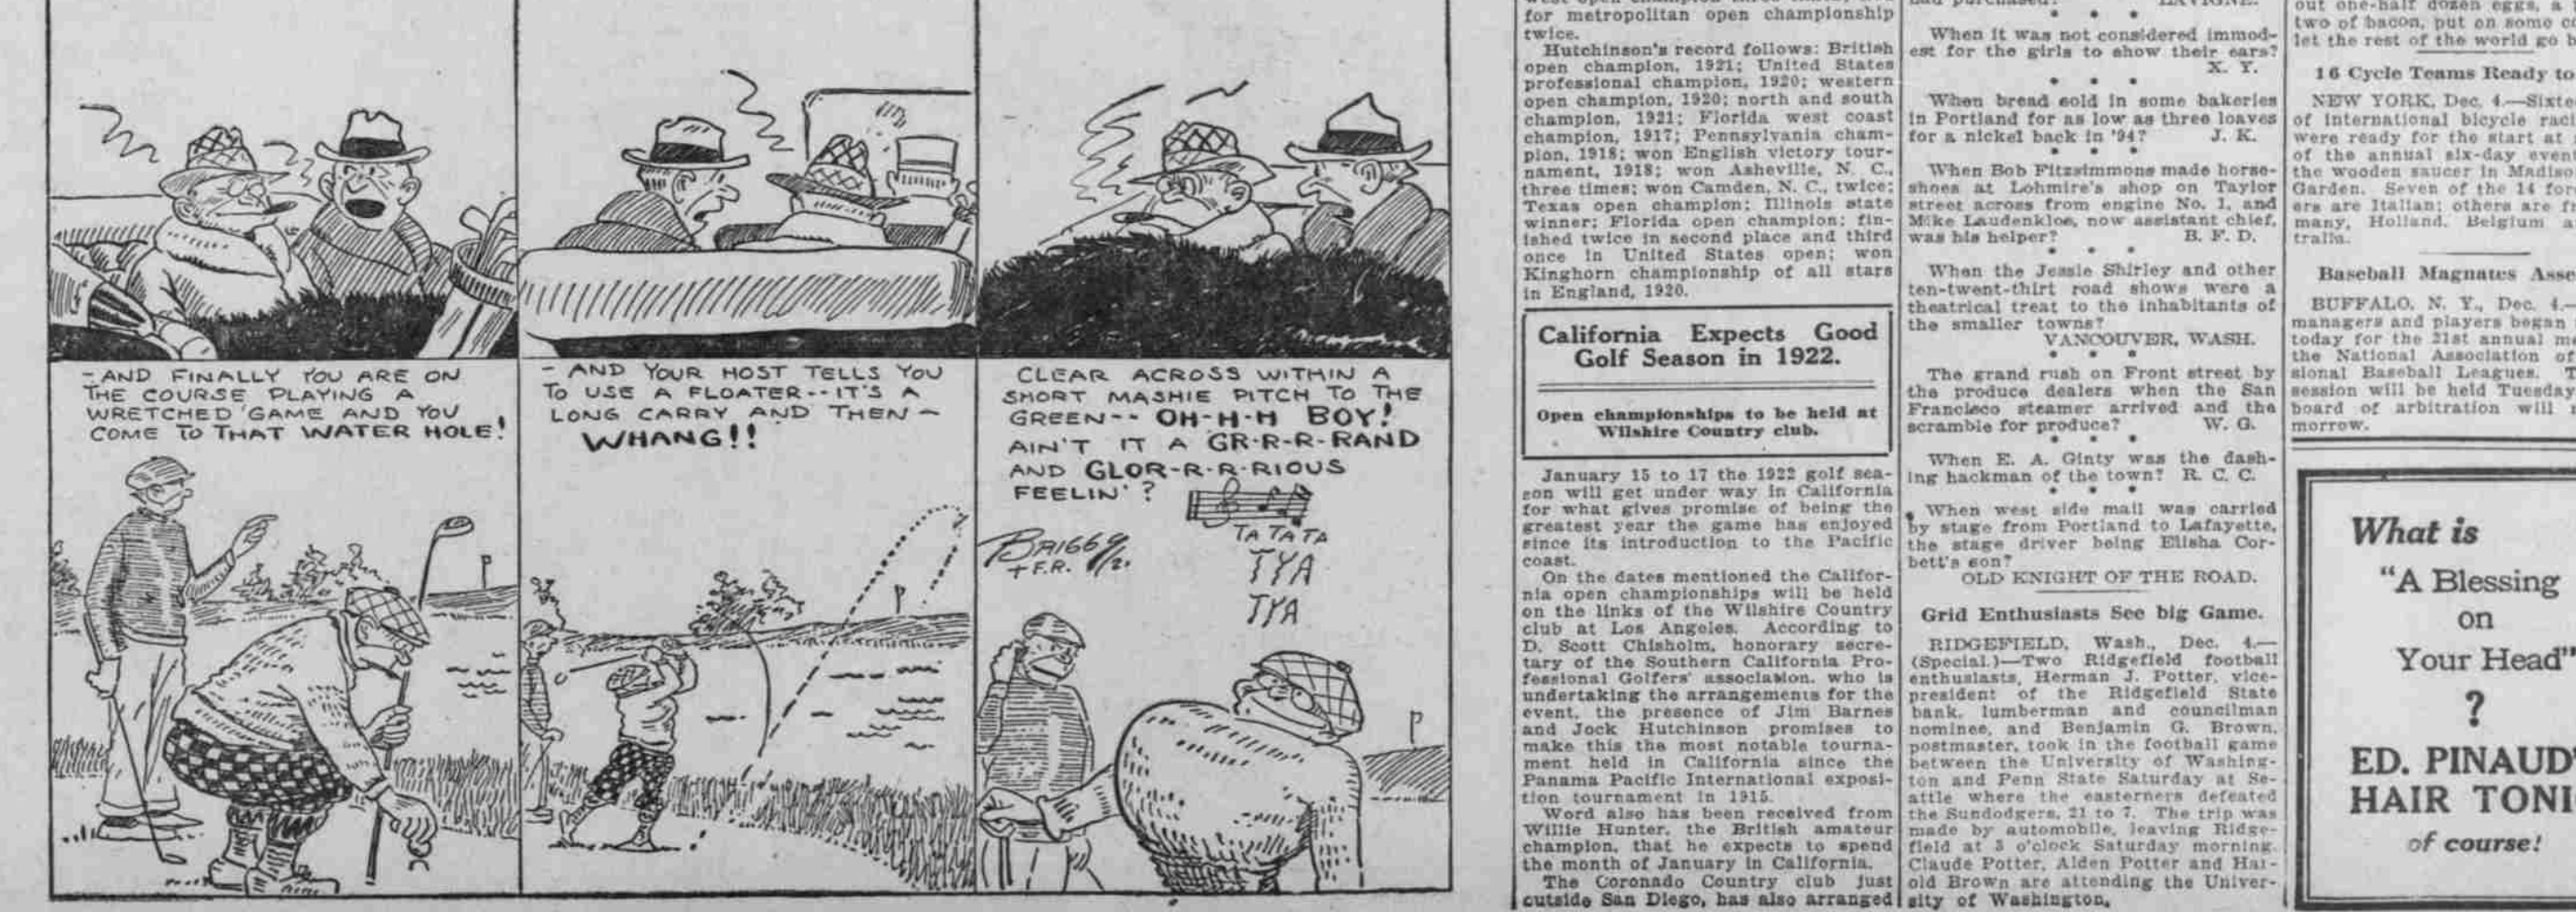 - AND FINALLY YOU ARE ON
THE COURSE PLAYING A
WRETCHED GAME AND YOU
COME TO THAT WATER HOLE!
- AND YOUR HOST TELLS YOU
TO USE A FLOATER -- IT'S A
LONG CARRY AND THEN -
WHANG!!
CLEAR ACROSS WITHIN A
SHORT MASHIE PITCH TO THE
GREEN -- OH-H-H BOY!
AIN'T IT A GR-R-R-RAND
AND GLOR-R-R-RIOUS
FEELIN'?
TA TA TA
TYA
TYA
BRIGGS
+ F.R.
for metropolitan open championship
twice.
Hutchinson's record follows: British
open champion, 1921; United States
professional champion, 1920; western
open champion, 1920; north and south
champion, 1921; Florida west coast
champion, 1917; Pennsylvania cham-
pion, 1918; won English victory tour-
nament, 1918; won Asheville, N. C.,
three times; won Camden, N. C., twice;
Texas open champion; Illinois state
winner; Florida open champion; fin-
ished twice in second place and third
once in United States open; won
Kinghorn championship of all stars
in England, 1920.
California Expects Good
Golf Season in 1922.
Open championships to be held at
Wilshire Country club.
January 15 to 17 the 1922 golf sea-
son will get under way in California
for what gives promise of being the
greatest year the game has enjoyed
since its introduction to the Pacific
coast.
On the dates mentioned the Califor-
nia open championships will be held
on the links of the Wilshire Country
club at Los Angeles. According to
D. Scott Chisholm, honorary secre-
tary of the Southern California Pro-
fessional Golfers' association, who is
undertaking the arrangements for the
event, the presence of Jim Barnes
and Jock Hutchinson promises to
make this the most notable tourna-
ment held in California since the
Panama Pacific International exposi-
tion tournament in 1915.
Word also has been received from
Willie Hunter, the British amateur
champion, that he expects to spend
the month of January in California.
The Coronado Country club just
outside San Diego, has also arranged
When it was not considered immod-
est for the girls to show their ears?
X. Y.
* * *
When bread sold in some bakeries
in Portland for as low as three loaves
for a nickel back in '94? J. K.
* * *
When Bob Fitzsimmons made horse-
shoes at Lohmire's shop on Taylor
street across from engine No. 1, and
Mike Laudenkloe, now assistant chief,
was his helper? B. F. D.
* * *
When the Jessie Shirley and other
ten-twent-thirt road shows were a
theatrical treat to the inhabitants of
the smaller towns?
VANCOUVER, WASH.
* * *
The grand rush on Front street by
the produce dealers when the San
Francisco steamer arrived and the
scramble for produce? W. G.
* * *
When E. A. Ginty was the dash-
ing hackman of the town? R. C. C.
* * *
When west side mail was carried
by stage from Portland to Lafayette,
the stage driver being Elisha Cor-
bett's son?
OLD KNIGHT OF THE ROAD.
Grid Enthusiasts See big Game.
RIDGEFIELD, Wash., Dec. 4.—
(Special.)—Two Ridgefield football
enthusiasts, Herman J. Potter, vice-
president of the Ridgefield State
bank, lumberman and councilman
nominee, and Benjamin G. Brown,
postmaster, took in the football game
between the University of Washing-
ton and Penn State Saturday at Se-
attle where the easterners defeated
the Sundodgers, 21 to 7. The trip was
made by automobile, leaving Ridge-
field at 3 o'clock Saturday morning.
Claude Potter, Alden Potter and Har-
old Brown are attending the Univer-
sity of Washington.
out one-half dozen eggs, a
two of bacon, put on some
let the rest of the world go
16 Cycle Teams Ready to
NEW YORK, Dec. 4.—Sixte
of international bicycle raci
were ready for the start at
of the annual six-day event
the wooden saucer in Madiso
Garden. Seven of the 14 for
ers are Italian; others are fr
many, Holland, Belgium a
tralia.
Baseball Magnates Asse
BUFFALO, N. Y., Dec. 4.—
managers and players began
today for the 21st annual me
the National Association of
sional Baseball Leagues. T
session will be held Tuesday
board of arbitration will
morrow.
What is
"A Blessing
on
Your Head"
?
ED. PINAUD'
HAIR TONI
of course!